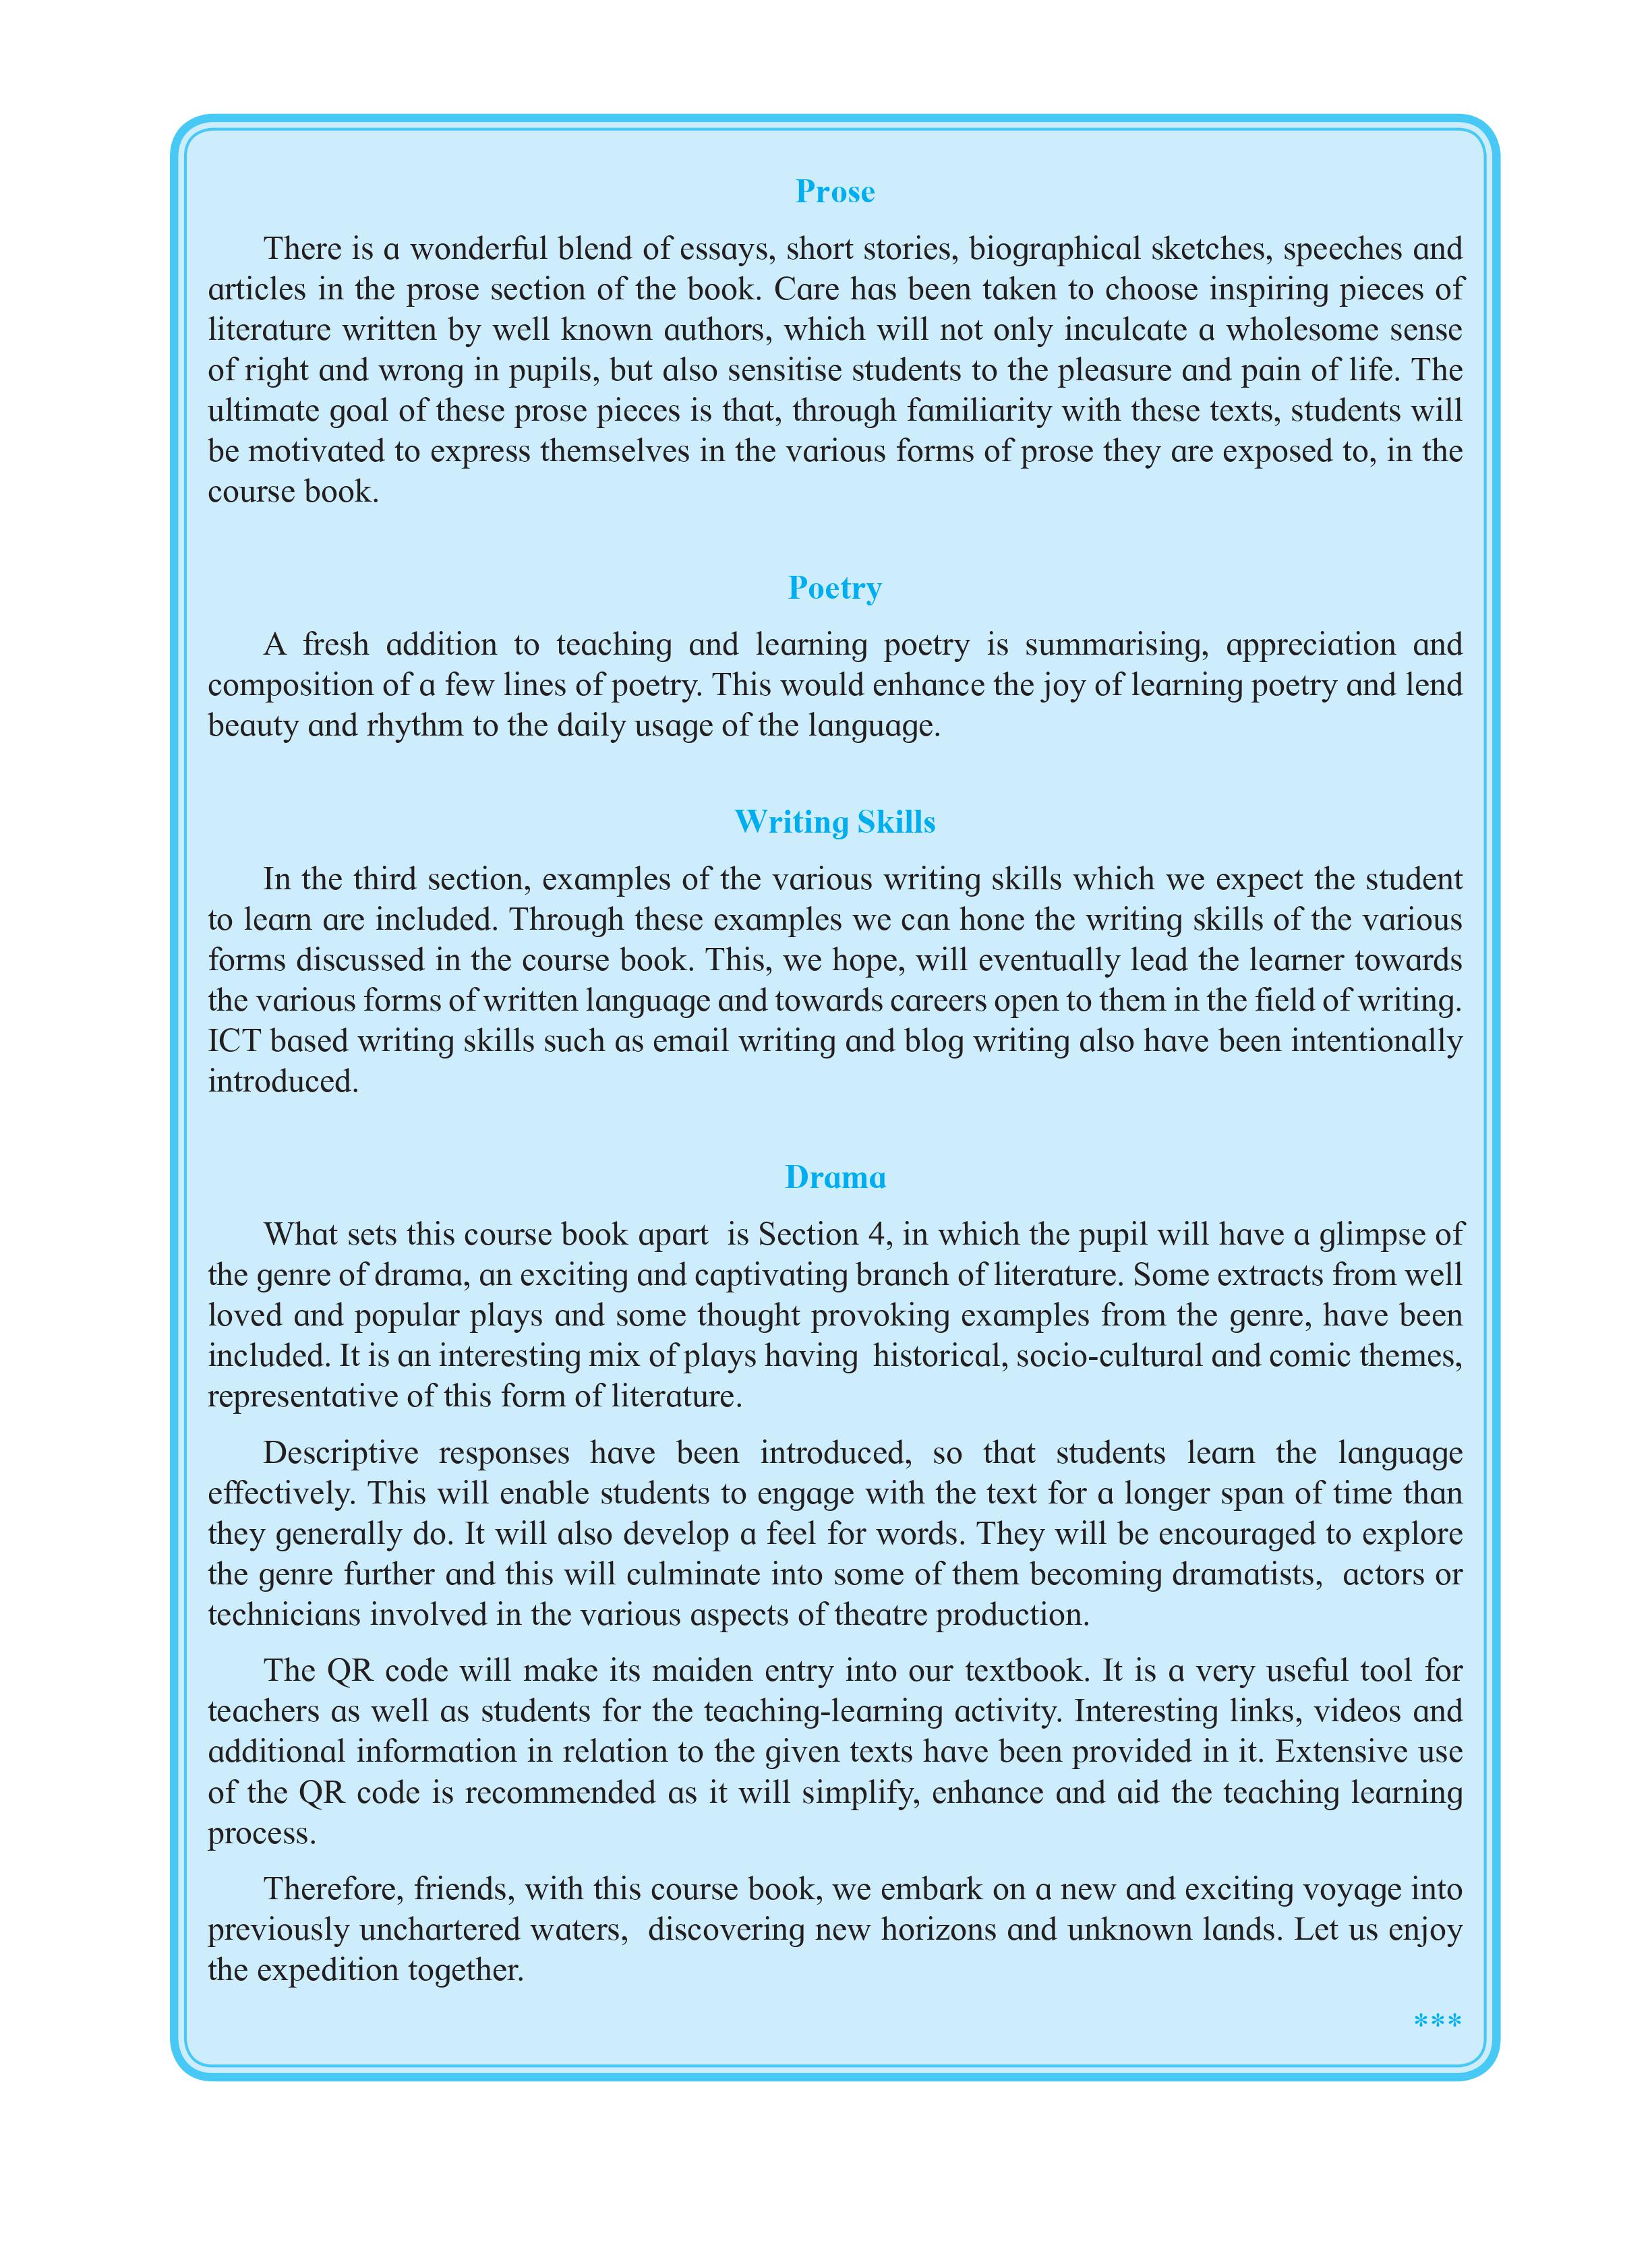 Prose
There is a wonderful blend of essays, short stories, biographical sketches, speeches and
articles in the prose section of the book. Care has been taken to choose inspiring pieces of
literature written by well known authors, which will not only inculcate a wholesome sense
of right and wrong in pupils, but also sensitise students to the pleasure and pain of life. The
ultimate goal of these prose pieces is that, through familiarity with these texts, students will
be motivated to express themselves in the various forms of prose they are exposed to, in the
course book.
Poetry
A fresh addition to teaching and learning poetry is summarising, appreciation and
composition of a few lines of poetry. This would enhance the joy of learning poetry and lend
beauty and rhythm to the daily usage of the language.
Writing Skills
In the third section, examples of the various writing skills which we expect the student
to learn are included. Through these examples we can hone the writing skills of the various
forms discussed in the course book. This, we hope, will eventually lead the learner towards
the various forms of written language and towards careers open to them in the field of writing.
ICT based writing skills such as email writing and blog writing also have been intentionally
introduced.
Drama
What sets this course book apart  is Section 4, in which the pupil will have a glimpse of
the genre of drama, an exciting and captivating branch of literature. Some extracts from well
loved and popular plays and some thought provoking examples from the genre, have been
included. It is an interesting mix of plays having  historical, socio-cultural and comic themes,
representative of this form of literature.
Descriptive responses have been introduced, so that students learn the language
effectively. This will enable students to engage with the text for a longer span of time than
they generally do. It will also develop a feel for words. They will be encouraged to explore
the genre further and this will culminate into some of them becoming dramatists,  actors or
technicians involved in the various aspects of theatre production.
The QR code will make its maiden entry into our textbook. It is a very useful tool for
teachers as well as students for the teaching-learning activity. Interesting links, videos and
additional information in relation to the given texts have been provided in it. Extensive use
of the QR code is recommended as it will simplify, enhance and aid the teaching learning
process.
Therefore, friends, with this course book, we embark on a new and exciting voyage into
previously unchartered waters,  discovering new horizons and unknown lands. Let us enjoy
the expedition together.
***